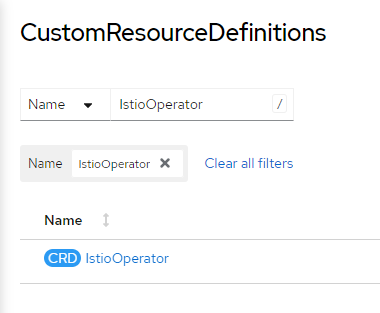 CustomResourceDefinitions
Name IstioOperator /
Name IstioOperator Clear all filters
Name
CRD IstioOperator